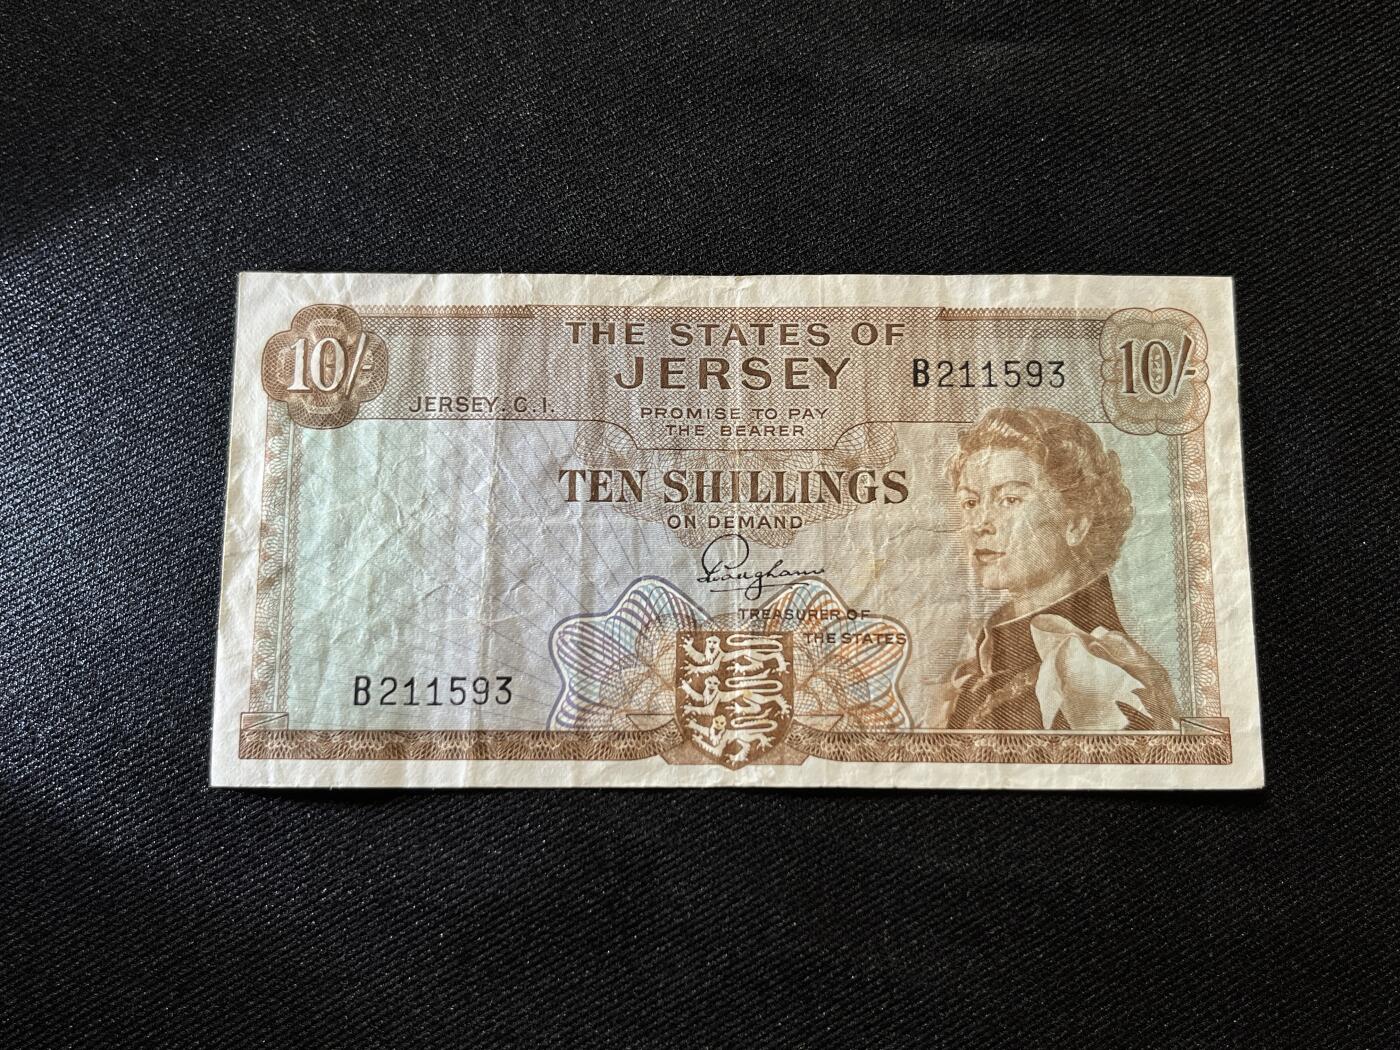 10/-
THE STATES OF
JERSEY
B211593
10/-
JERSEY. C.I.
PROMISE TO PAY
THE BEARER
TEN SHILLINGS
ON DEMAND
TREASURER OF
THE STATES
B211593